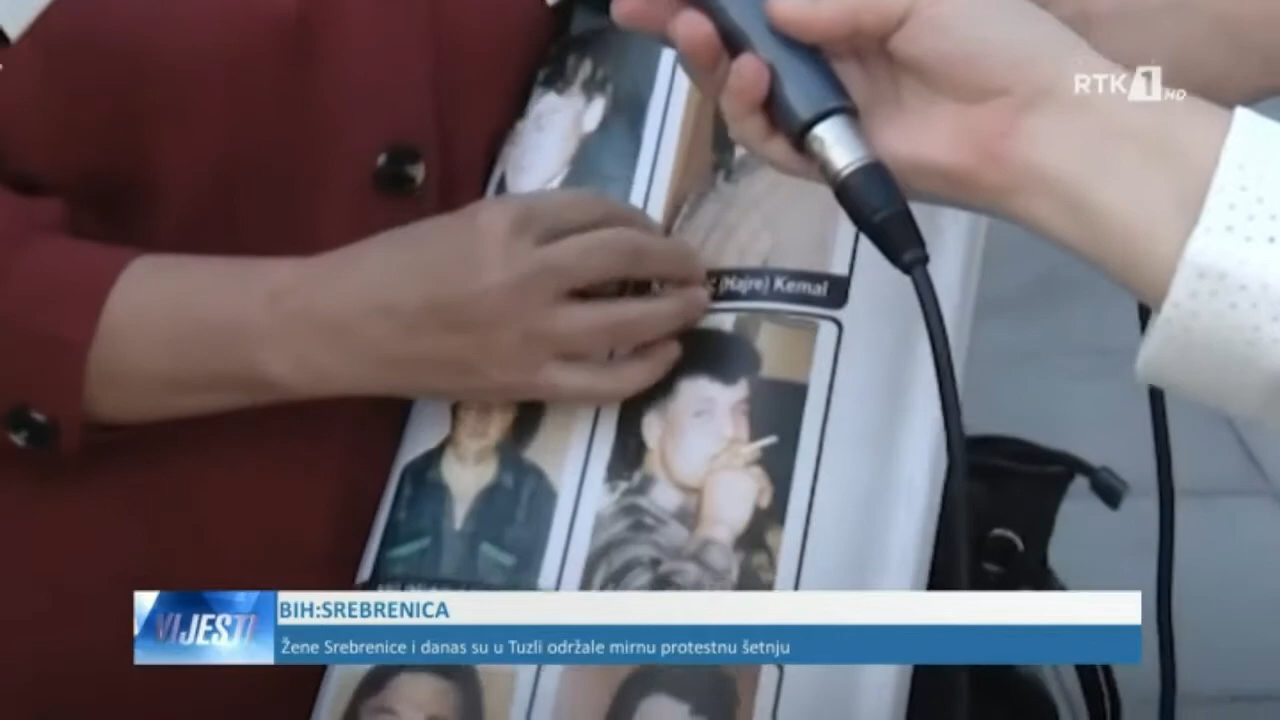 RTK 1 HD
(Hajre) Kemal
VIJESTI
BIH:SREBRENICA
Žene Srebrenice i danas su u Tuzli održale mirnu protestnu šetnju